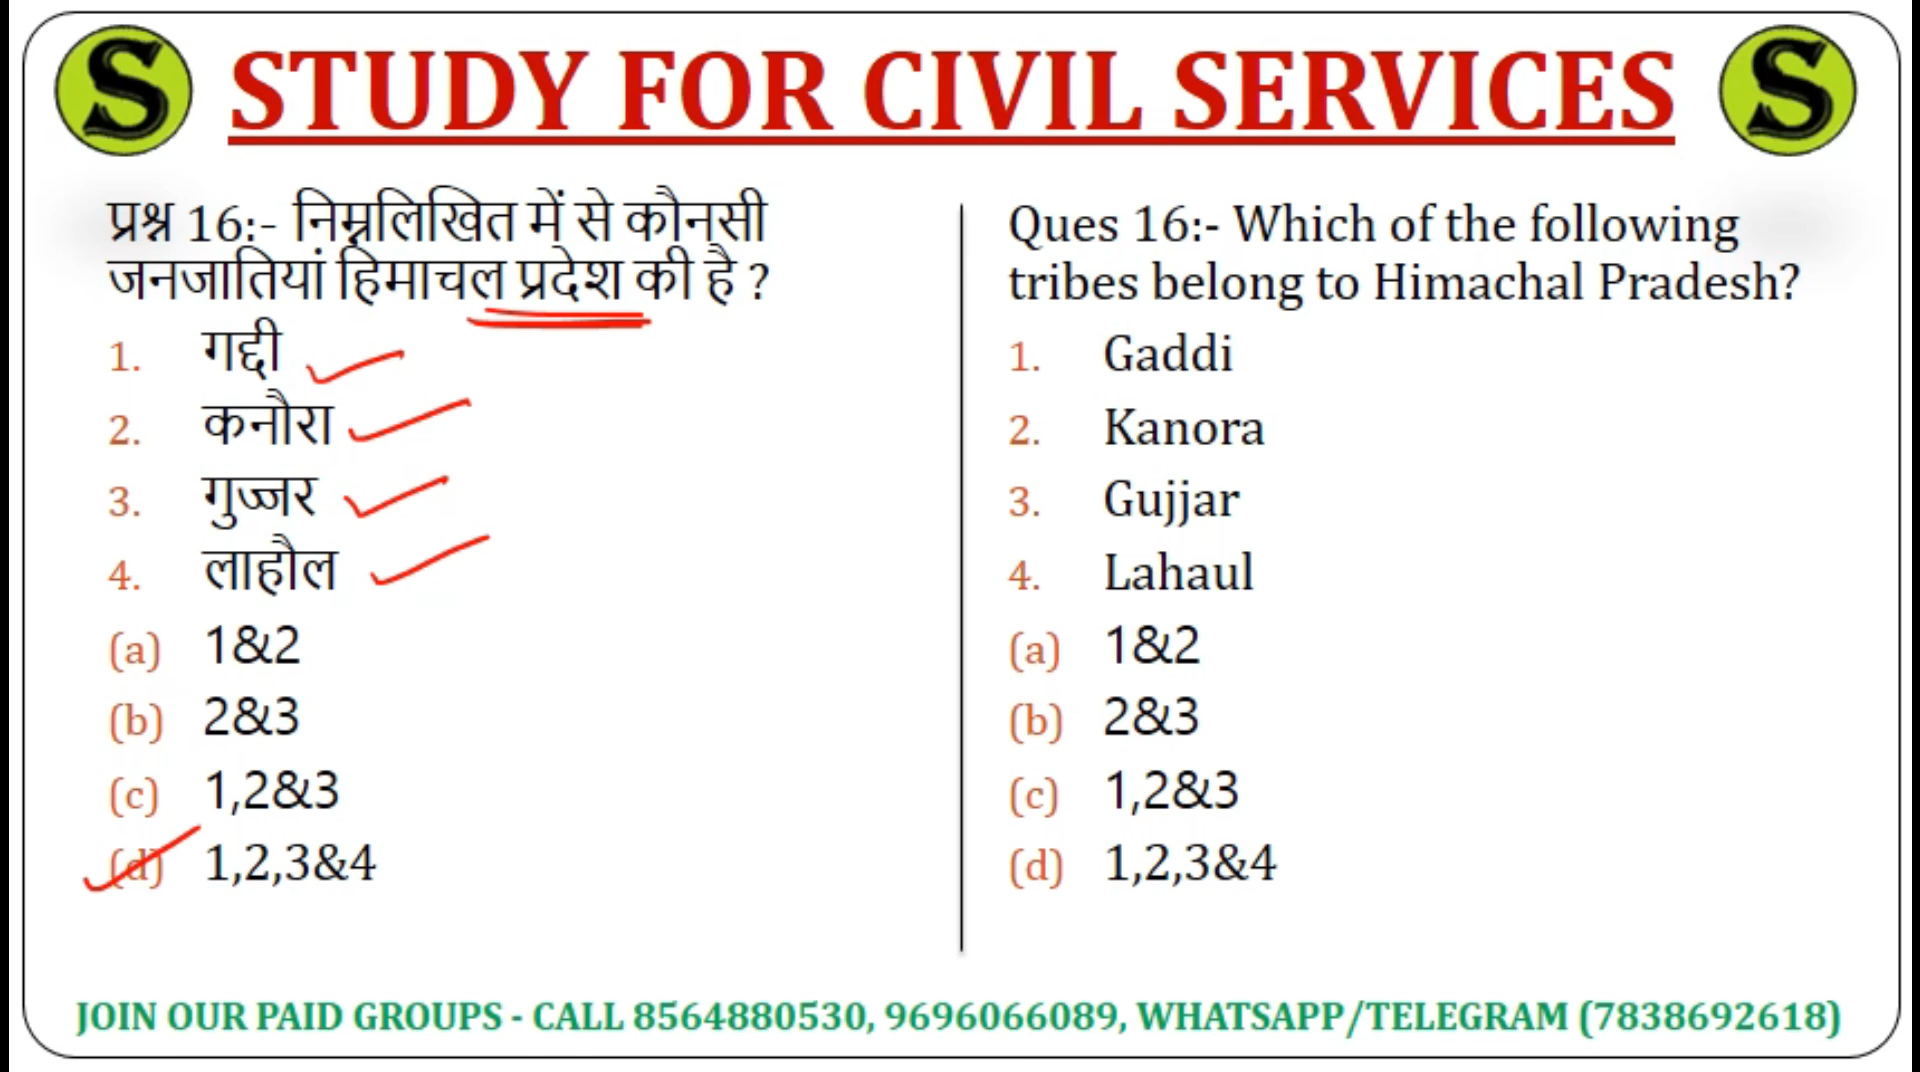 S STUDY FOR CIVIL SERVICES S
प्रश्न 16:- निम्नलिखित में से कौनसी
जनजातियां हिमाचल प्रदेश की है ?
1. गद्दी
2. कनौरा
3. गुज्जर
4. लाहौल
(a) 1&2
(b) 2&3
(c) 1,2&3
(d) 1,2,3&4
Ques 16:- Which of the following
tribes belong to Himachal Pradesh?
1. Gaddi
2. Kanora
3. Gujjar
4. Lahaul
(a) 1&2
(b) 2&3
(c) 1,2&3
(d) 1,2,3&4
JOIN OUR PAID GROUPS - CALL 8564880530, 9696066089, WHATSAPP/TELEGRAM (7838692618)